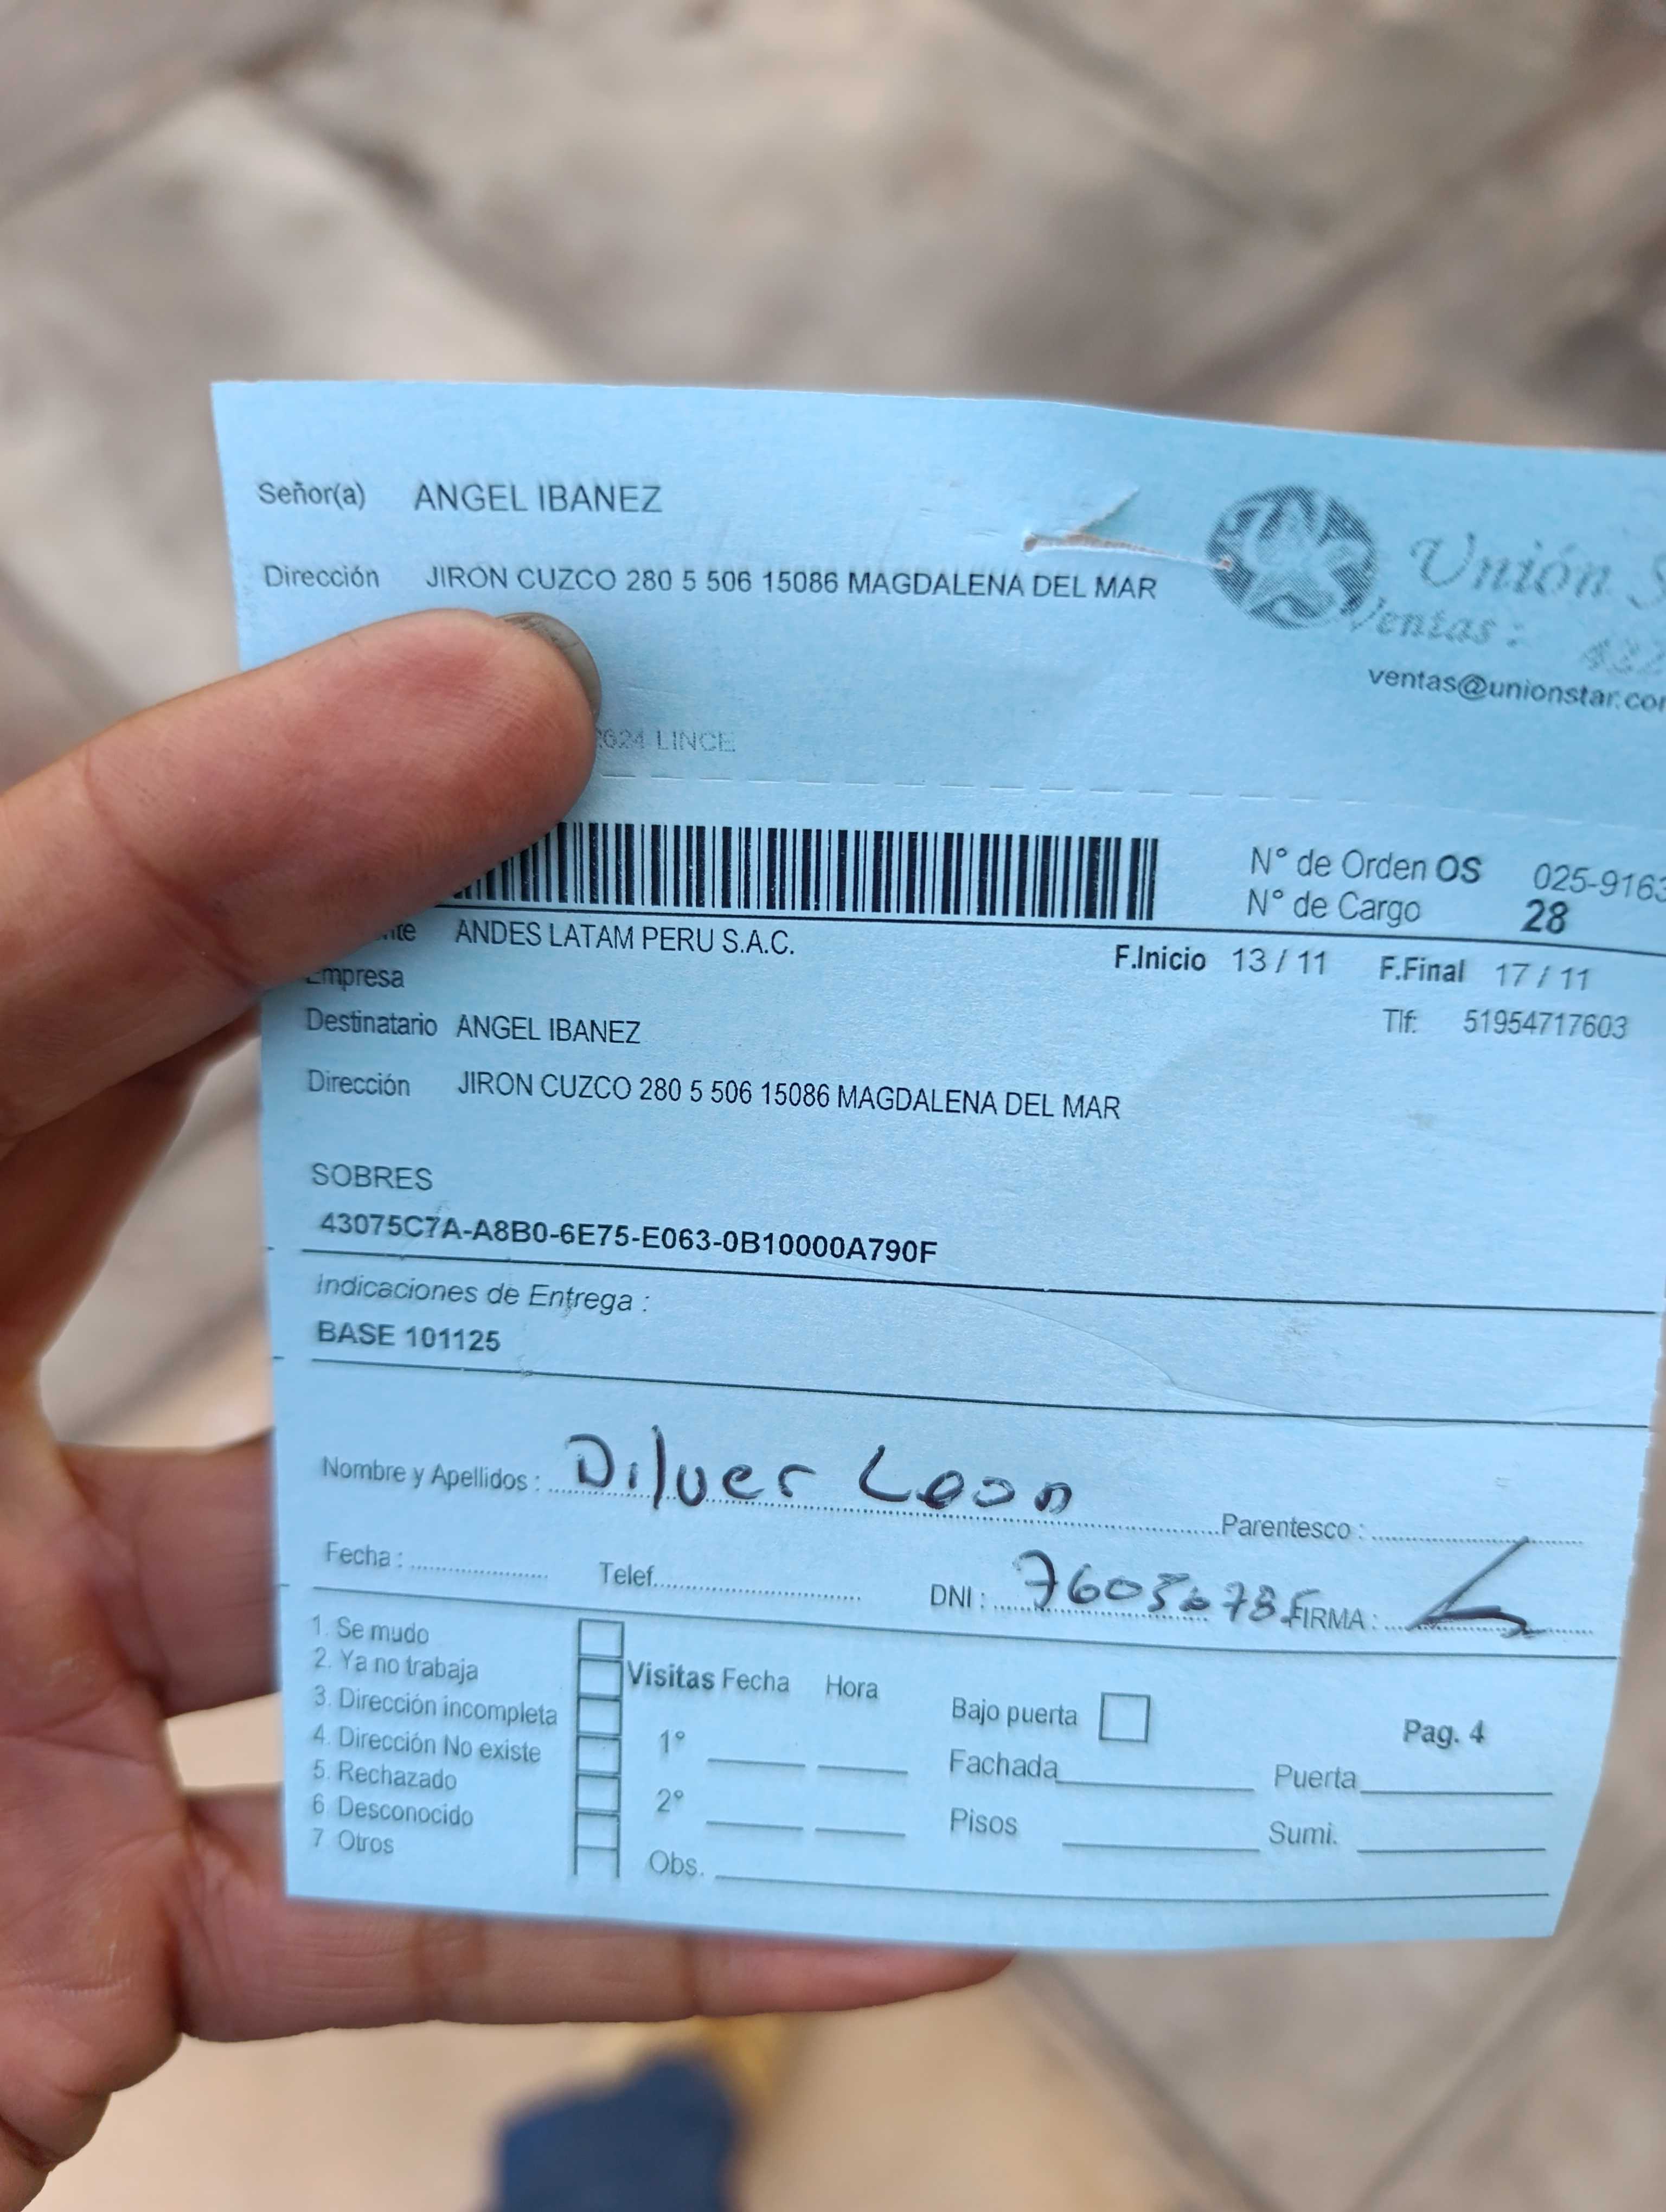 Señor(a) ANGEL IBANEZ
Dirección JIRON CUZCO 280 5 506 15086 MAGDALENA DEL MAR
Unión
Ventas:
ventas@unionstar.com
LINCE
N° de Orden OS 025-9163
N° de Cargo 28
ANDES LATAM PERU S.A.C.
F.Inicio 13 / 11 F.Final 17 / 11
Empresa
Tlf: 51954717603
Destinatario ANGEL IBANEZ
Dirección JIRON CUZCO 280 5 506 15086 MAGDALENA DEL MAR
SOBRES
43075C7A-A8B0-6E75-E063-0B10000A790F
Indicaciones de Entrega :
BASE 101125
Nombre y Apellidos : Dilver Leon Parentesco :
Fecha : Telef. DNI : FIRMA :
1. Se mudo
2. Ya no trabaja
3. Dirección incompleta
4. Dirección No existe
5. Rechazado
6 Desconocido
7 Otros
Visitas Fecha Hora
1°
2°
Obs.
Bajo puerta
Pag. 4
Fachada Puerta
Pisos Sumi.